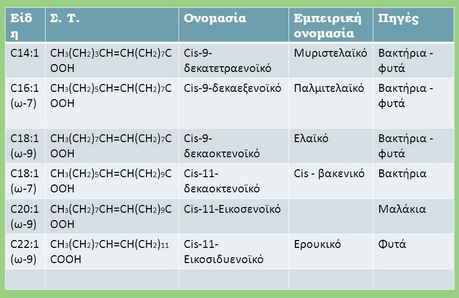 Είδη Σ. Τ. Ονομασία Εμπειρική ονομασία Πηγές
C14:1 CH3(CH2)3CH=CH(CH2)7COOH Cis-9-δεκατετραενοϊκό Μυριστελαϊκό Βακτήρια - φυτά
C16:1 (ω-7) CH3(CH2)5CH=CH(CH2)7COOH Cis-9-δεκαεξενοϊκό Παλμιτελαϊκό Βακτήρια - φυτά
C18:1 (ω-9) CH3(CH2)7CH=CH(CH2)7COOH Cis-9-δεκαοκτενοϊκό Ελαϊκό Βακτήρια - φυτά
C18:1 (ω-7) CH3(CH2)5CH=CH(CH2)9COOH Cis-11-δεκαοκτενοϊκό Cis - βακενικό Βακτήρια
C20:1 (ω-9) CH3(CH2)7CH=CH(CH2)9COOH Cis-11-Εικοσενοϊκό Μαλάκια
C22:1 (ω-9) CH3(CH2)7CH=CH(CH2)11COOH Cis-11-Εικοσιδυενοϊκό Ερουκικό Φυτά